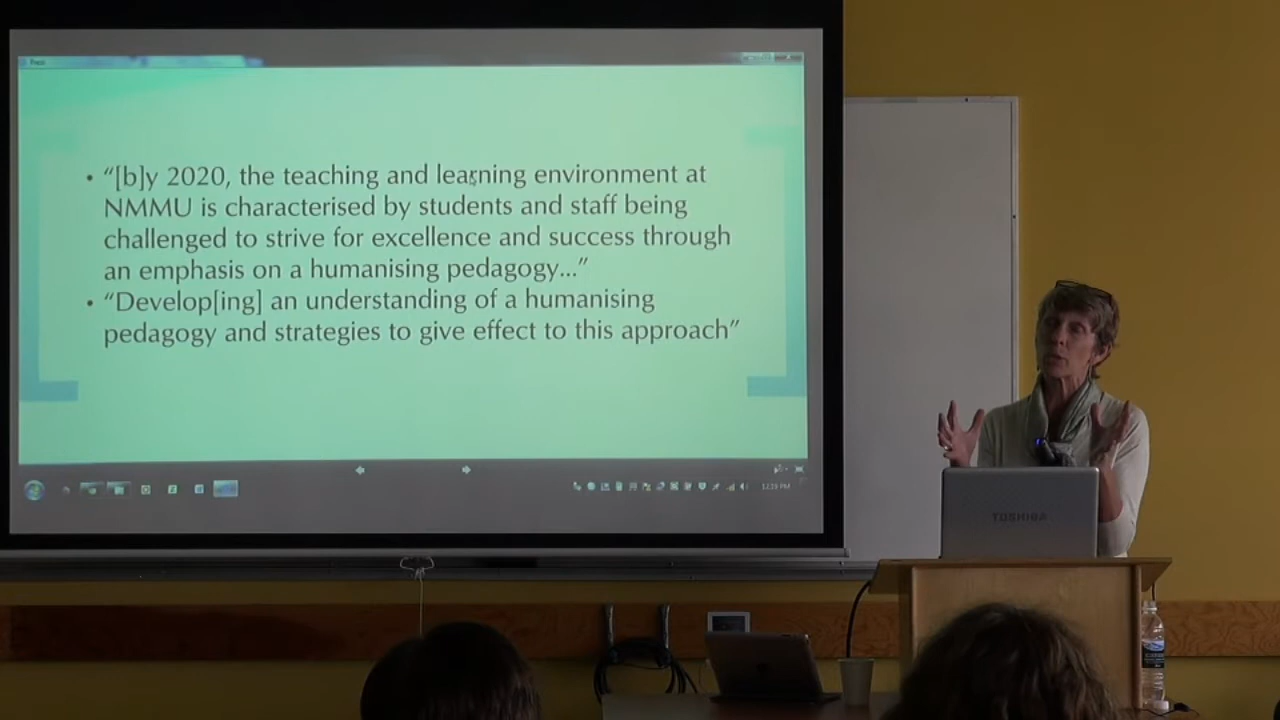 Prezi
• “[b]y 2020, the teaching and learning environment at
NMMU is characterised by students and staff being
challenged to strive for excellence and success through
an emphasis on a humanising pedagogy...”
• “Develop[ing] an understanding of a humanising
pedagogy and strategies to give effect to this approach”
TOSHIBA